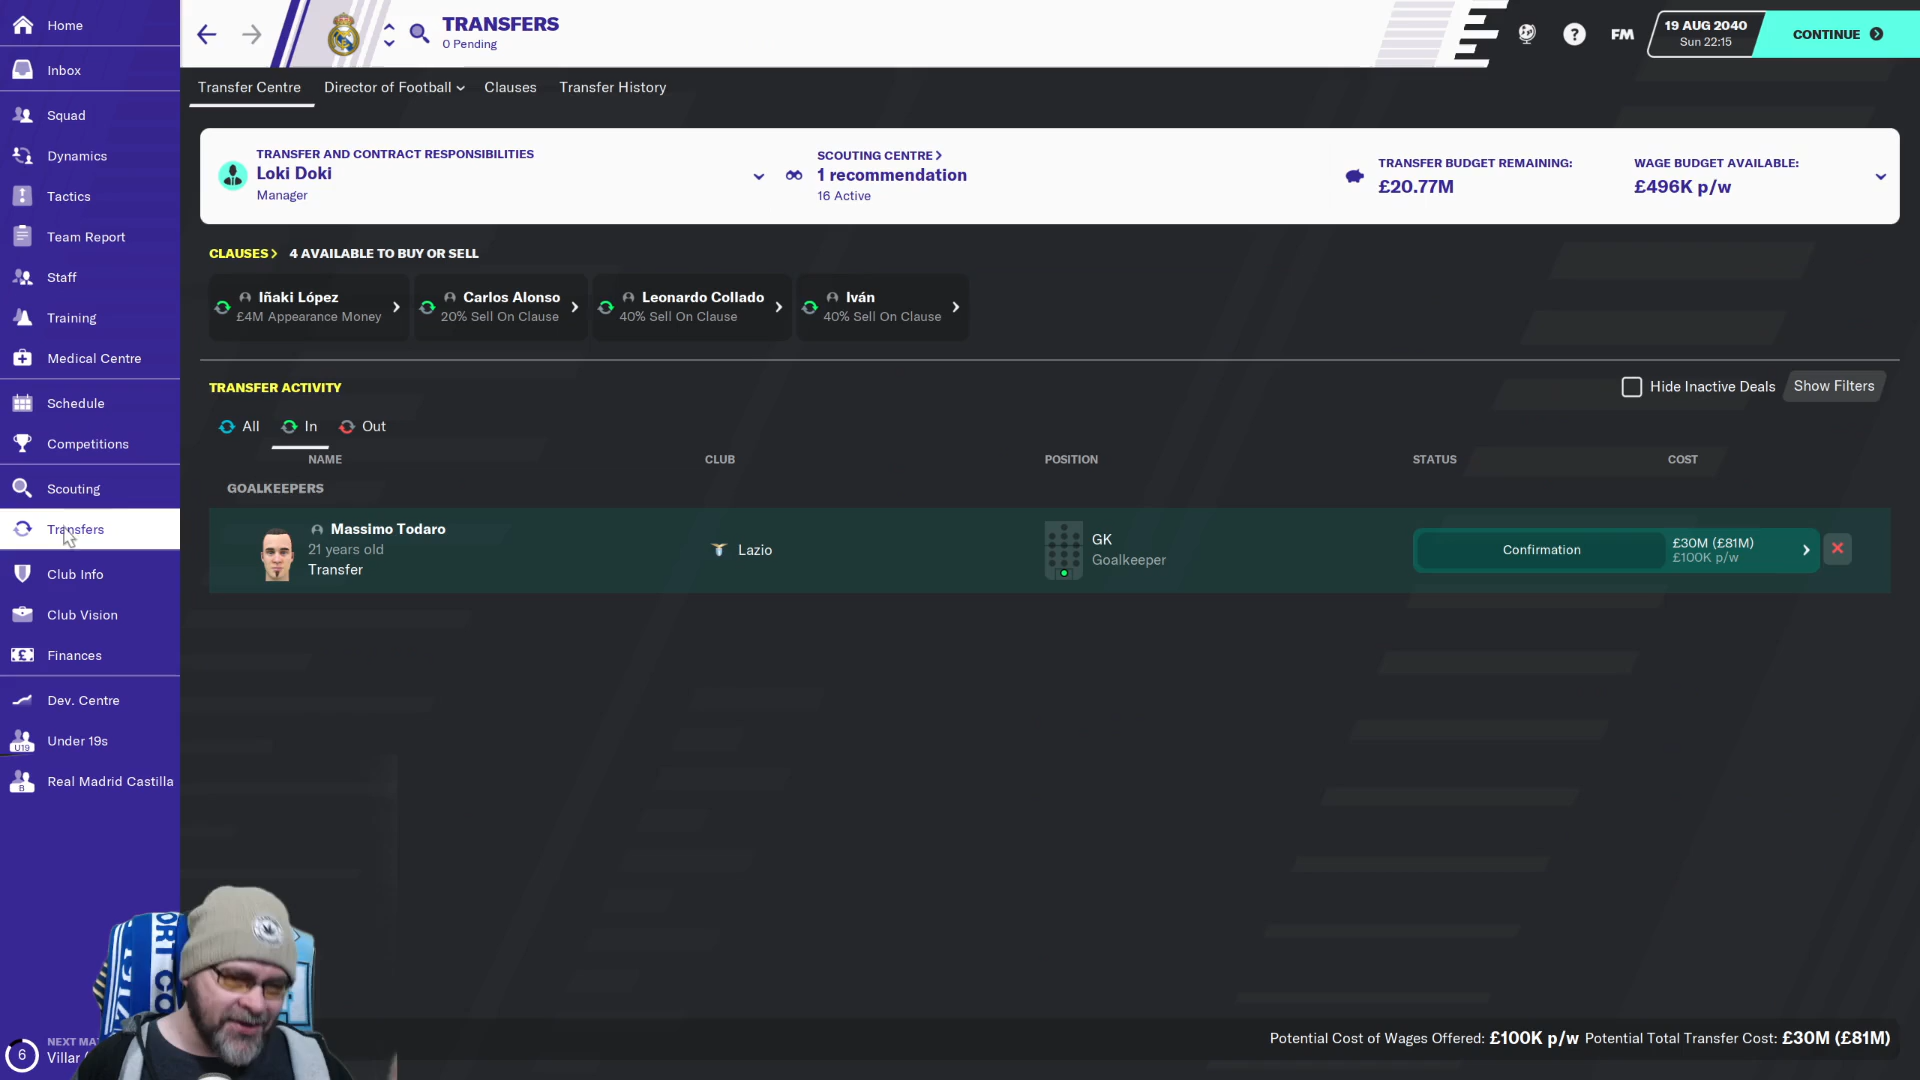 Home
Inbox
Squad
Dynamics
Tactics
Team Report
Staff
Training
Medical Centre
Schedule
Competitions
Scouting
Transfers
Club Info
Club Vision
Finances
Dev. Centre
U19
Under 19s
B
Real Madrid Castilla
6
NEXT MA
Villar
TRANSFERS
0 Pending
?
FM
19 AUG 2040
Sun 22:15
CONTINUE
Transfer Centre
Director of Football
Clauses
Transfer History
TRANSFER AND CONTRACT RESPONSIBILITIES
Loki Doki
Manager
SCOUTING CENTRE >
1 recommendation
16 Active
TRANSFER BUDGET REMAINING:
£20.77M
WAGE BUDGET AVAILABLE:
£496K p/w
CLAUSES > 4 AVAILABLE TO BUY OR SELL
Iñaki López
£4M Appearance Money
Carlos Alonso
20% Sell On Clause
Leonardo Collado
40% Sell On Clause
Iván
40% Sell On Clause
TRANSFER ACTIVITY
Hide Inactive Deals
Show Filters
All
In
Out
NAME CLUB POSITION STATUS COST
GOALKEEPERS
Massimo Todaro
21 years old
Transfer
Lazio
GK
Goalkeeper
Confirmation
£30M (£81M)
£100K p/w
Potential Cost of Wages Offered: £100K p/w Potential Total Transfer Cost: £30M (£81M)